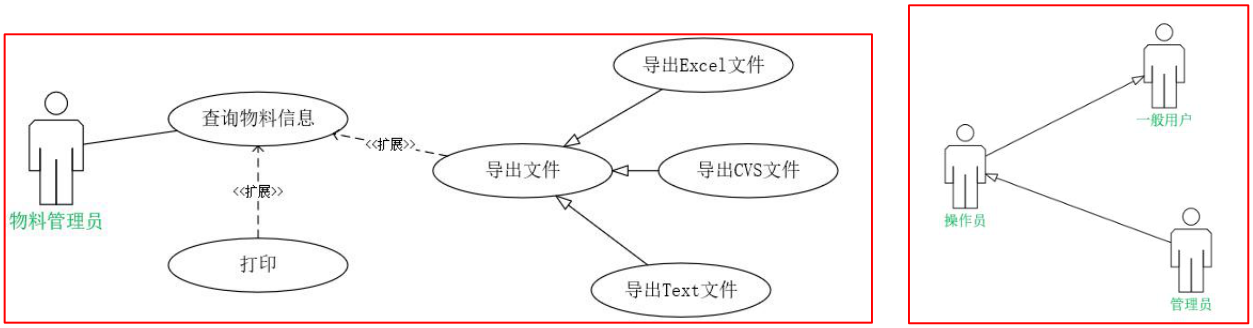 导出Excel文件
查询物料信息
<<扩展>>
导出文件
导出CVS文件
<<扩展>>
物料管理员
打印
导出Text文件
一般用户
操作员
管理员